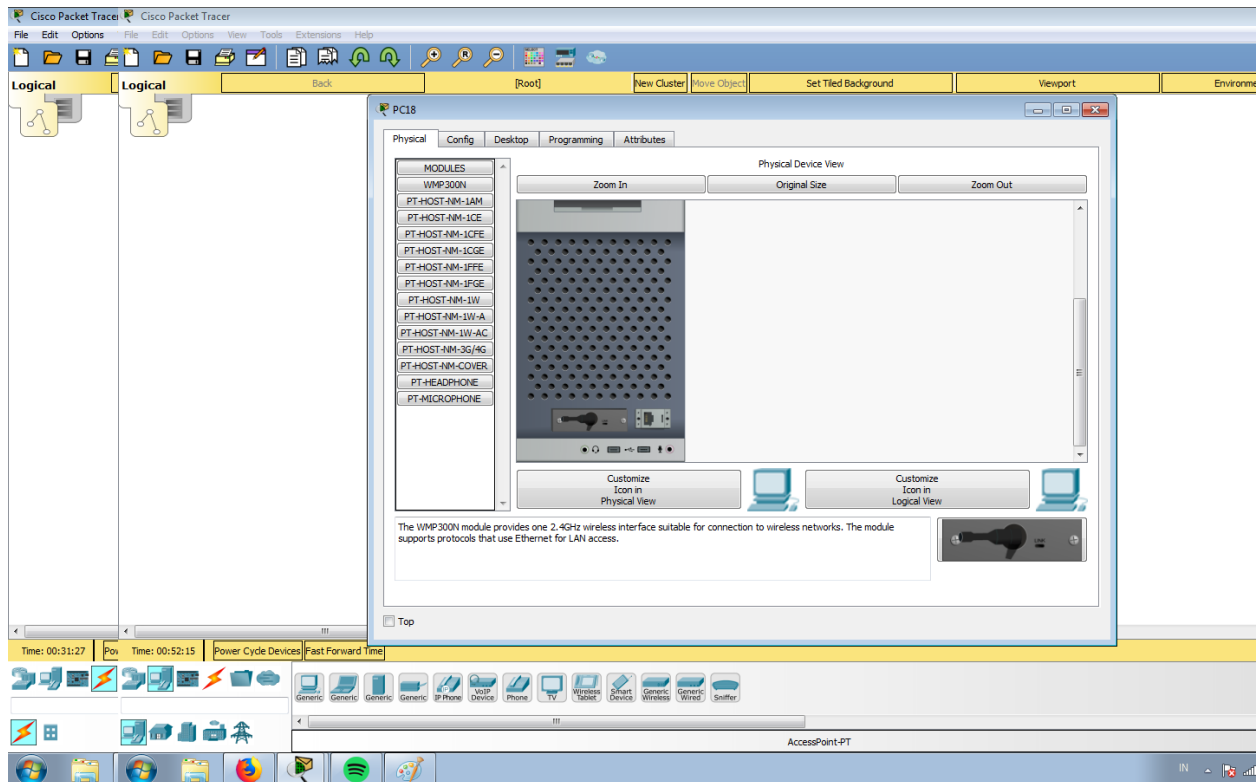 Cisco Packet Tracer
Cisco Packet Tracer
File Edit Options
File Edit Options View Tools Extensions Help
Logical
Logical
Back
[Root]
New Cluster
Move Object
Set Tiled Background
Viewport
PC18
Physical Config Desktop Programming Attributes
MODULES
WMP300N
PT-HOST-NM-1AM
PT-HOST-NM-1CE
PT-HOST-NM-1CFE
PT-HOST-NM-1CGE
PT-HOST-NM-1FFE
PT-HOST-NM-1FGE
PT-HOST-NM-1W
PT-HOST-NM-1W-A
PT-HOST-NM-1W-AC
PT-HOST-NM-3G/4G
PT-HOST-NM-COVER
PT-HEADPHONE
PT-MICROPHONE
Physical Device View
Zoom In
Original Size
Zoom Out
Customize
Icon in
Physical View
Customize
Icon in
Logical View
The WMP300N module provides one 2.4GHz wireless interface suitable for connection to wireless networks. The module
supports protocols that use Ethernet for LAN access.
LINK
Top
Time: 00:31:27
Time: 00:52:15
Power Cycle Devices
Fast Forward Time
Generic
Generic
Generic
Generic
IP Phone
VoIP
Device
Phone
TV
Wireless
Tablet
Smart
Device
Generic
Wireless
Generic
Wired
Sniffer
AccessPoint-PT
IN